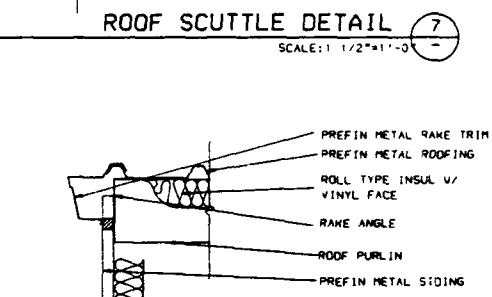 ROOF SCUTTLE DETAIL 7
SCALE: 1 1/2"=1'-0" -
PREFIN METAL RAKE TRIM
PREFIN METAL ROOFING
ROLL TYPE INSUL W/
VINYL FACE
RAKE ANGLE
ROOF PURLIN
PREFIN METAL SIDING